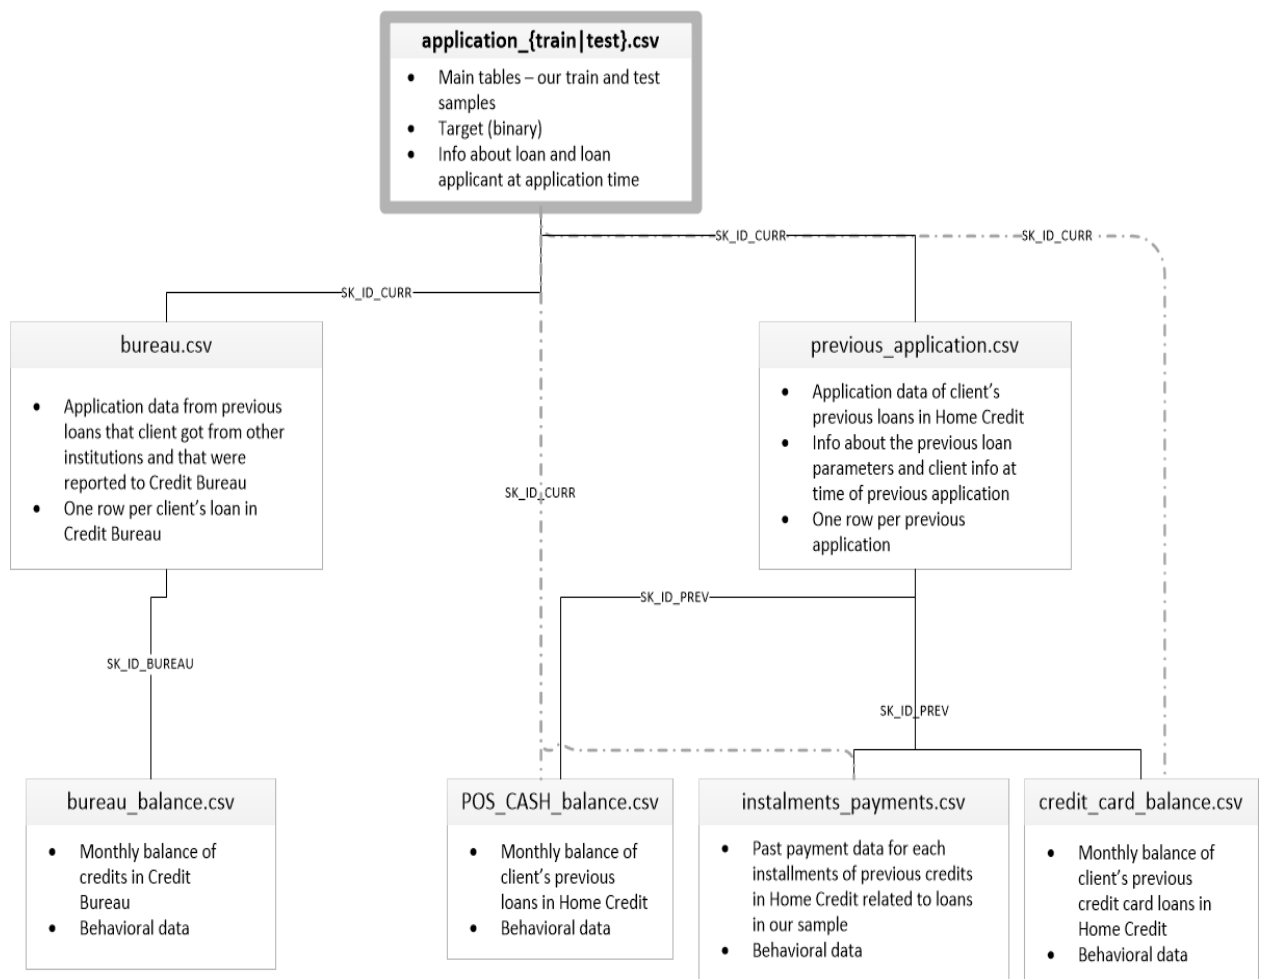 application_{train|test}.csv
• Main tables – our train and test
samples
• Target (binary)
• Info about loan and loan
applicant at application time
SK_ID_CURR
SK_ID_CURR
SK_ID_CURR
bureau.csv
• Application data from previous
loans that client got from other
institutions and that were
reported to Credit Bureau
• One row per client's loan in
Credit Bureau
previous_application.csv
• Application data of client's
previous loans in Home Credit
• Info about the previous loan
parameters and client info at
time of previous application
• One row per previous
application
SK_ID_CURR
SK_ID_PREV
SK_ID_BUREAU
SK_ID_PREV
bureau_balance.csv
• Monthly balance of
credits in Credit
Bureau
• Behavioral data
POS_CASH_balance.csv
• Monthly balance of
client's previous
loans in Home Credit
• Behavioral data
instalments_payments.csv
• Past payment data for each
installments of previous credits
in Home Credit related to loans
in our sample
• Behavioral data
credit_card_balance.csv
• Monthly balance of
client's previous
credit card loans in
Home Credit
• Behavioral data